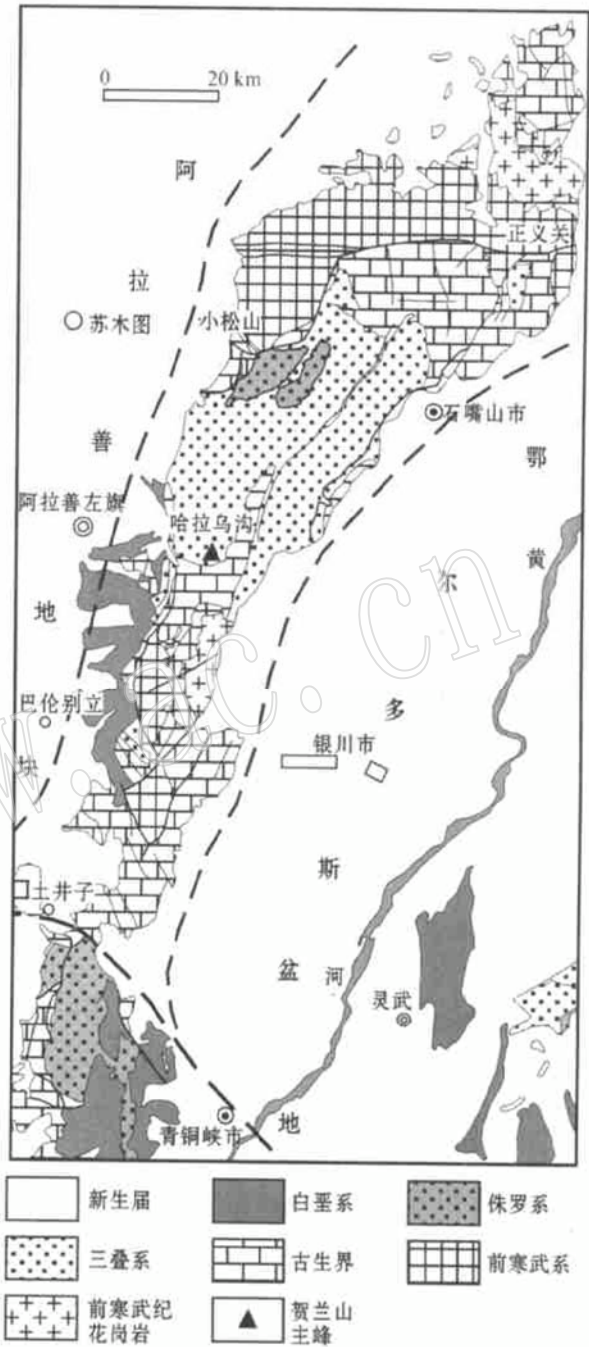 0 20 km
阿
拉
善
地
块
正义关
小松山
苏木图
石嘴山市
鄂
尔
多
斯
盆
地
黄
河
阿拉善左旗
哈拉乌沟
巴伦别立
银川市
土井子
灵武
青铜峡市
w.ac.cn
新生届 白垩系 侏罗系
三叠系 古生界 前寒武系
前寒武纪
花岗岩
贺兰山
主峰